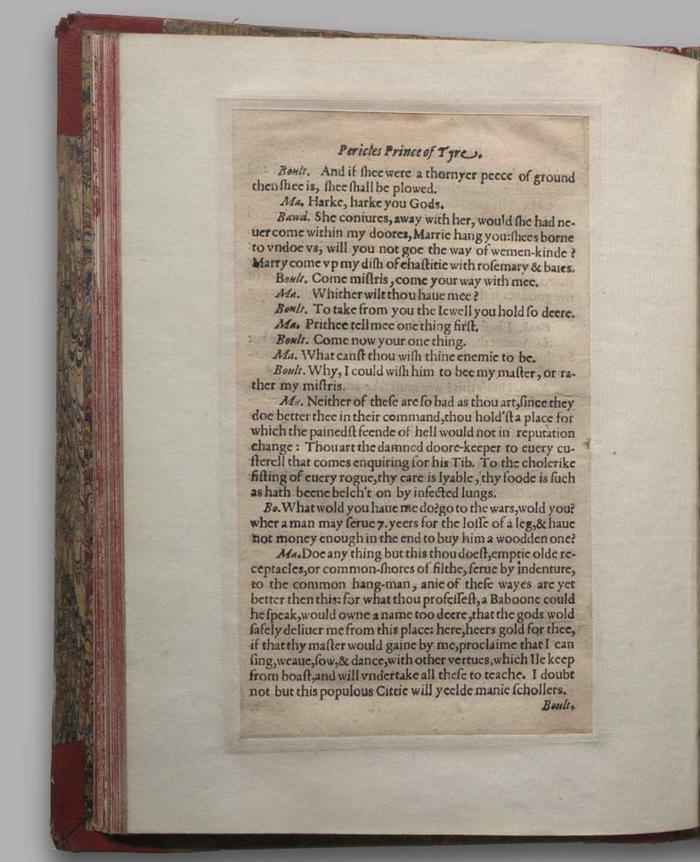 Pericles Prince of Tyre.
Boult. And if ſhee were a thornyer peece of ground
then ſhee is, ſhee ſhall be plowed.
Ma. Harke, harke you Gods.
Bawd. She coniures, away with her, would ſhe had ne-
uer come within my doores, Marrie hang you: ſhees borne
to vndoe vs, will you not goe the way of wemen-kinde ?
Marry come vp my diſh of chaſtitie with roſemary & baies.
Boult. Come miſtris, come your way with mee.
Ma. Whither wilt thou haue mee ?
Boult. To take from you the Iewell you hold ſo deere.
Ma. Prithee tell mee one thing firſt.
Boult. Come now your one thing.
Ma. What canſt thou wiſh thine enemie to be.
Boult. Why, I could wiſh him to bee my maſter, or ra-
ther my miſtris.
Ma. Neither of theſe are ſo bad as thou art, ſince they
doe better thee in their command, thou hold'ſt a place for
which the painedſt feende of hell would not in reputation
change : Thou art the damned doore-keeper to euery cu-
ſterell that comes enquiring for his Tib. To the cholerike
fiſting of euery rogue, thy eare is lyable, thy foode is ſuch
as hath beene belch't on by infected lungs.
Bo. What wold you haue me do? go to the wars, wold you?
wher a man may ſerue 7. yeers for the loſſe of a leg, & haue
not money enough in the end to buy him a woodden one?
Ma. Doe any thing but this thou doeſt, emptie olde re-
ceptacles, or common-ſhores of filthe, ſerue by indenture,
to the common hang-man, anie of theſe wayes are yet
better then this: for what thou profeſſeſt, a Baboone could
he ſpeak, would owne a name too deere, that the gods wold
ſafely deliuer me from this place: here, heers gold for thee,
if that thy maſter would gaine by me, proclaime that I can
ſing, weaue, ſow, & dance, with other vertues, which Ile keep
from boaſt, and will vndertake all theſe to teache. I doubt
not but this populous Cittie will yeelde manie ſchollers.
Boult.